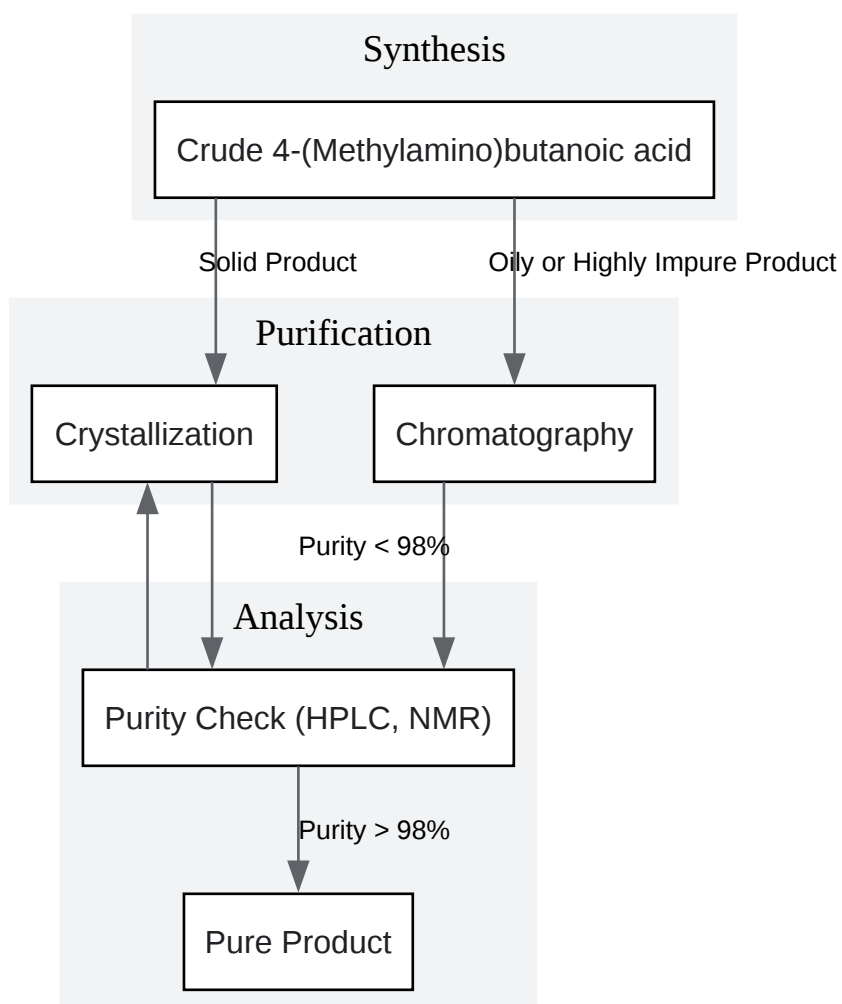 Synthesis
Crude 4-(Methylamino)butanoic acid
Solid Product
Oily or Highly Impure Product
Purification
Crystallization
Chromatography
Purity < 98%
Analysis
Purity Check (HPLC, NMR)
Purity > 98%
Pure Product